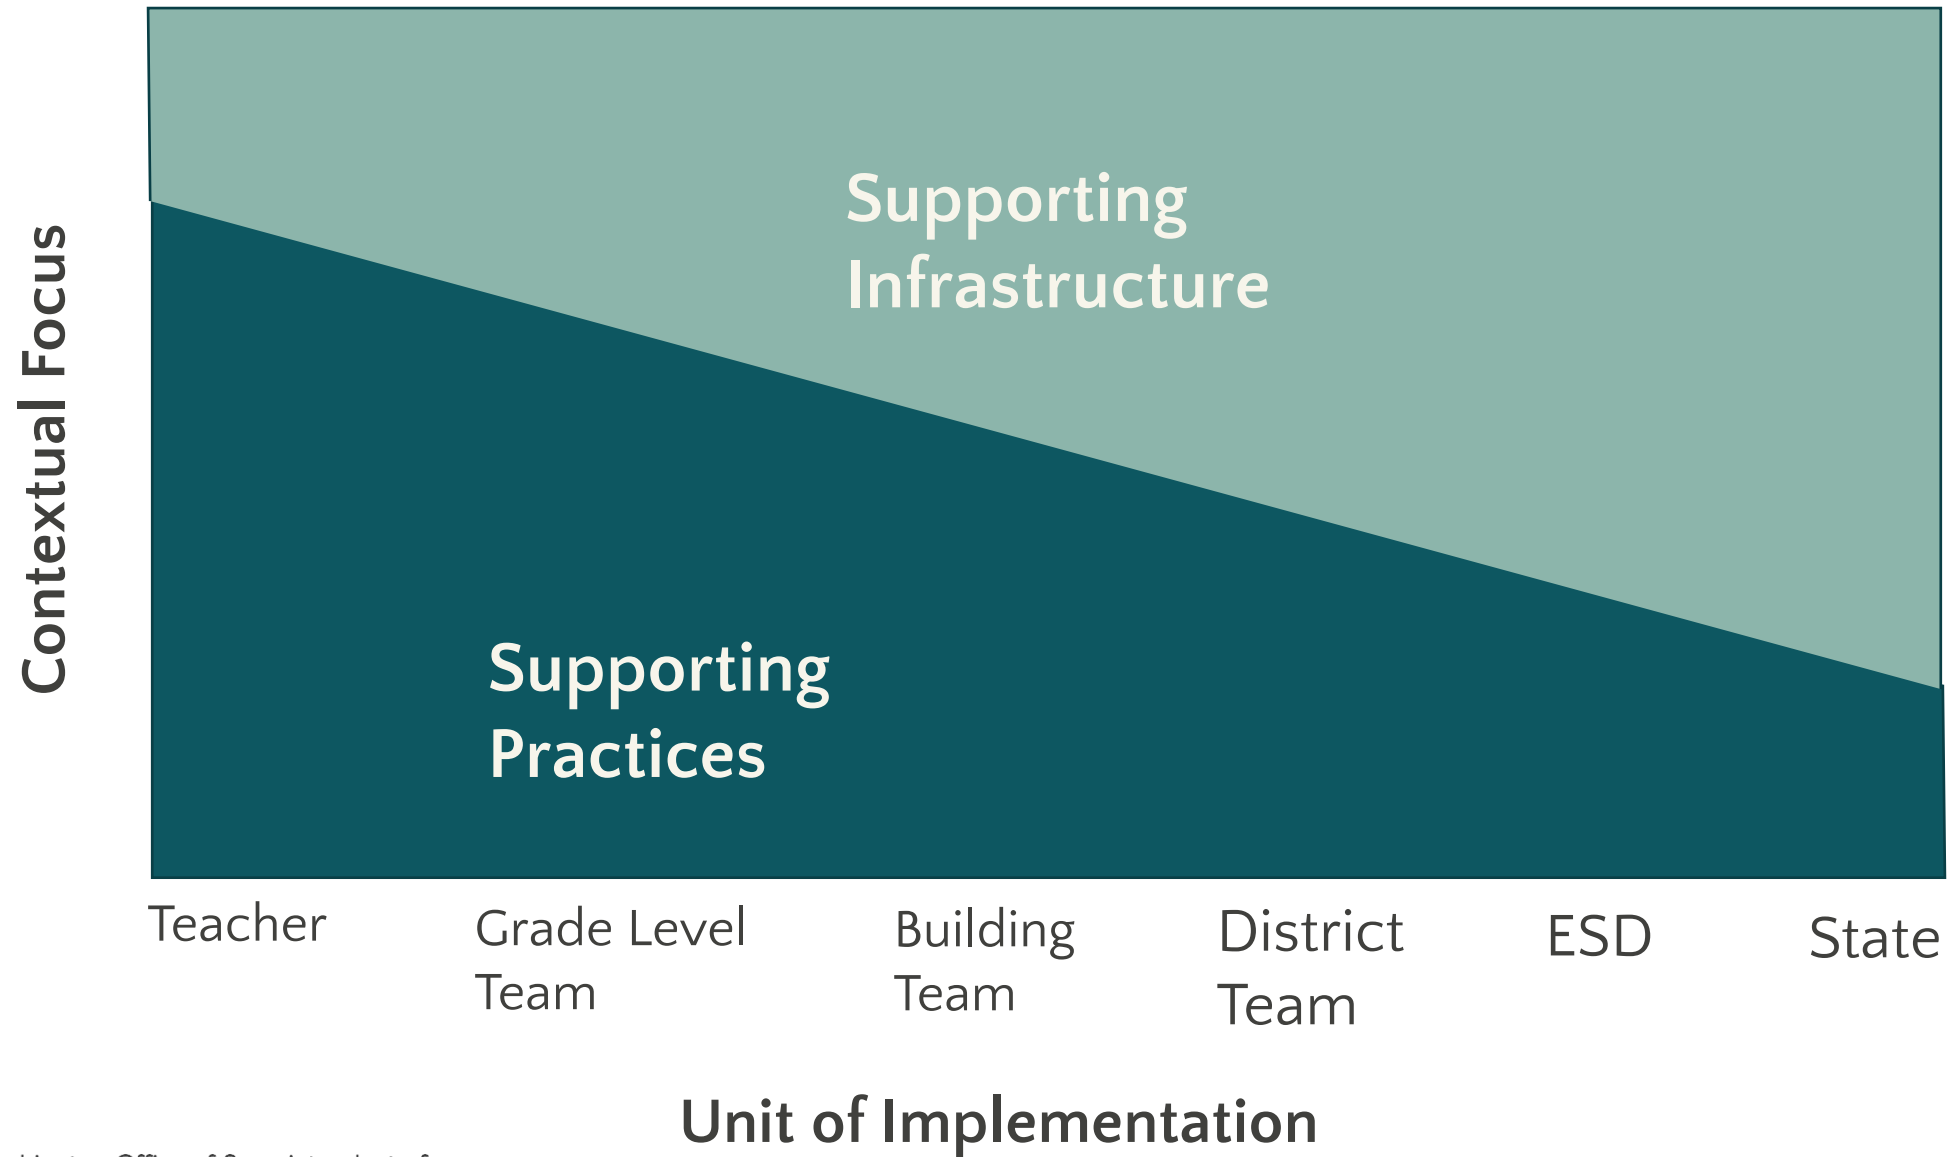 Contextual Focus
Supporting
Infrastructure
Supporting
Practices
Teacher
Grade Level
Team
Building
Team
District
Team
ESD
State
Unit of Implementation